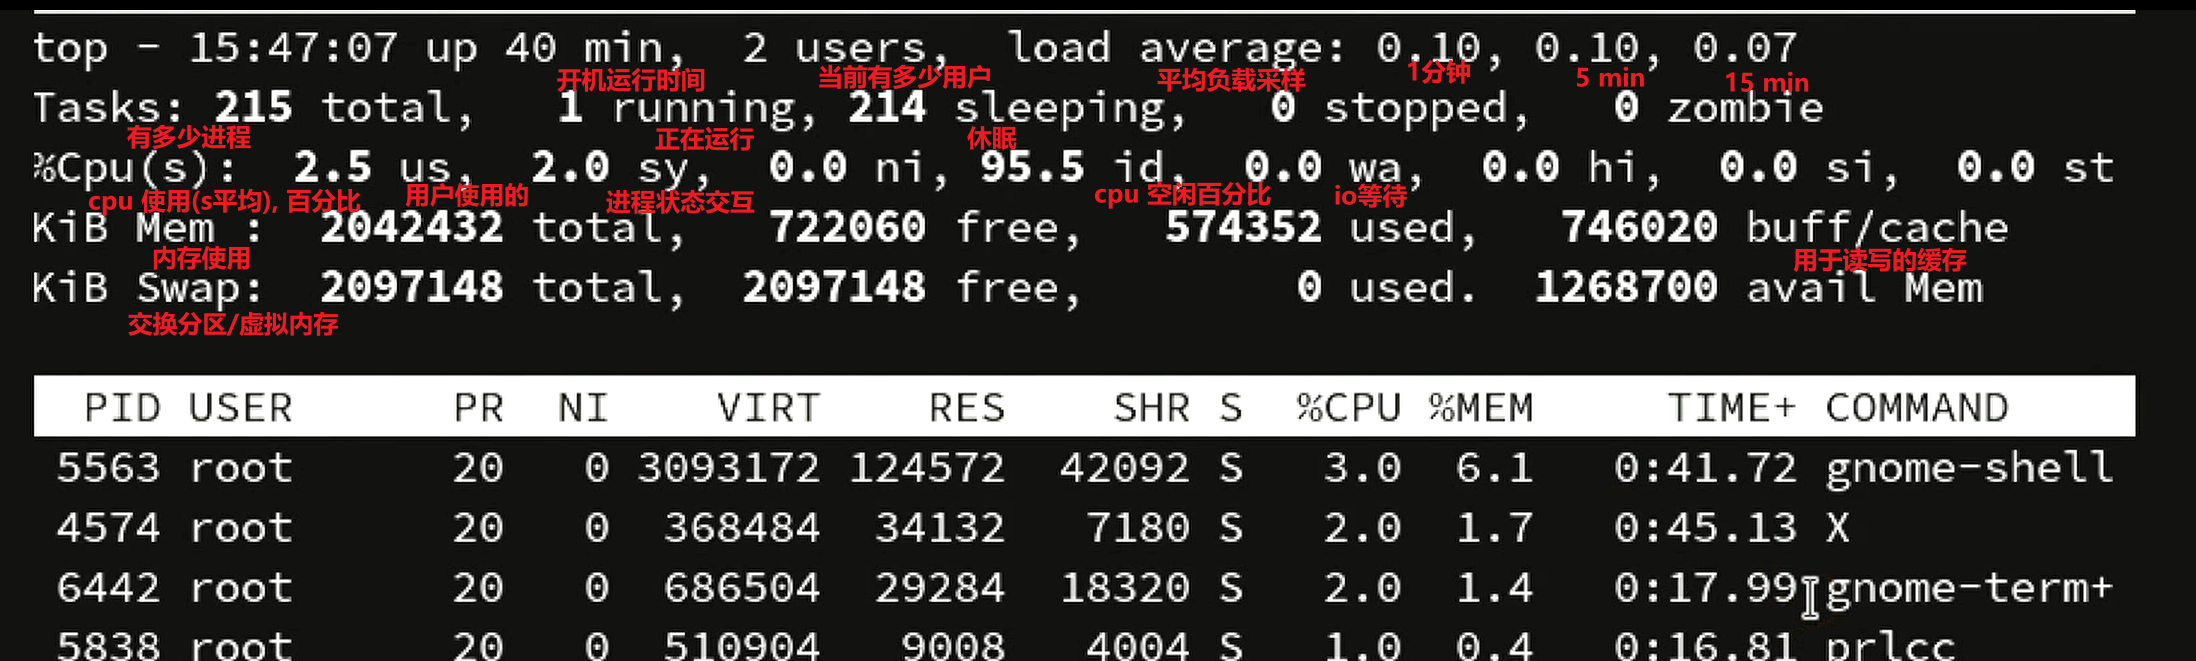 top - 15:47:07 up 40 min,  2 users,  load average: 0.10, 0.10, 0.07
开机运行时间 当前有多少用户 平均负载采样 1分钟 5 min 15 min
Tasks: 215 total,   1 running, 214 sleeping,   0 stopped,   0 zombie
有多少进程 正在运行 休眠
%Cpu(s):  2.5 us,  2.0 sy,  0.0 ni, 95.5 id,  0.0 wa,  0.0 hi,  0.0 si,  0.0 st
cpu 使用(s平均), 百分比 用户使用的 进程状态交互 cpu 空闲百分比 io等待
KiB Mem :  2042432 total,   722060 free,   574352 used,   746020 buff/cache
内存使用 用于读写的缓存
KiB Swap:  2097148 total,  2097148 free,        0 used.  1268700 avail Mem
交换分区/虚拟内存
PID USER PR NI VIRT RES SHR S %CPU %MEM TIME+ COMMAND
5563 root 20 0 3093172 124572 42092 S 3.0 6.1 0:41.72 gnome-shell
4574 root 20 0 368484 34132 7180 S 2.0 1.7 0:45.13 X
6442 root 20 0 686504 29284 18320 S 2.0 1.4 0:17.99 gnome-term+
5838 root 20 0 510904 9008 4004 S 1.0 0.4 0:16.81 prlcc